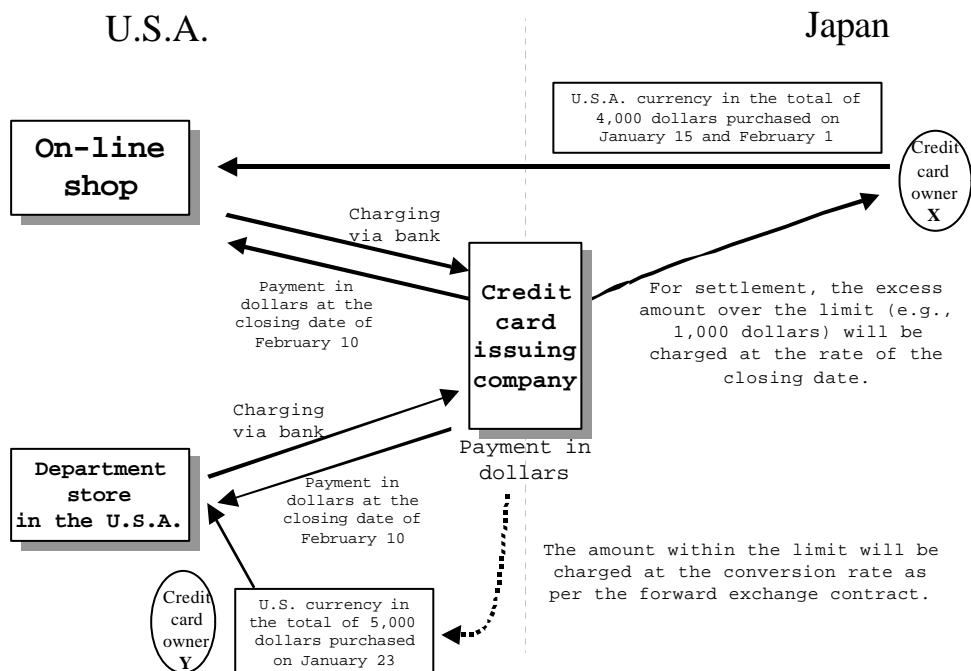 U.S.A.
Japan
U.S.A. currency in the total of
4,000 dollars purchased on
January 15 and February 1
On-line
shop
Credit
card
owner
X
Charging
via bank
Payment in
dollars at the
closing date of
February 10
Credit
card
issuing
company
For settlement, the excess
amount over the limit (e.g.,
1,000 dollars) will be
charged at the rate of the
closing date.
Charging
via bank
Payment in
dollars
Department
store
in the U.S.A.
Payment in
dollars at the
closing date of
February 10
The amount within the limit will be
charged at the conversion rate as
per the forward exchange contract.
Credit
card
owner
Y
U.S. currency in
the total of 5,000
dollars purchased
on January 23